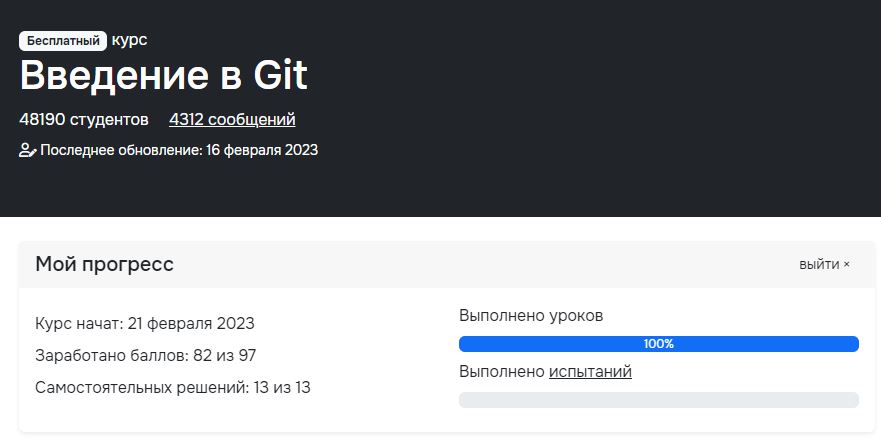 Бесплатный курс
Введение в Git
48190 студентов 4312 сообщений
Последнее обновление: 16 февраля 2023
Мой прогресс
выйти ×
Курс начат: 21 февраля 2023
Заработано баллов: 82 из 97
Самостоятельных решений: 13 из 13
Выполнено уроков
100%
Выполнено испытаний